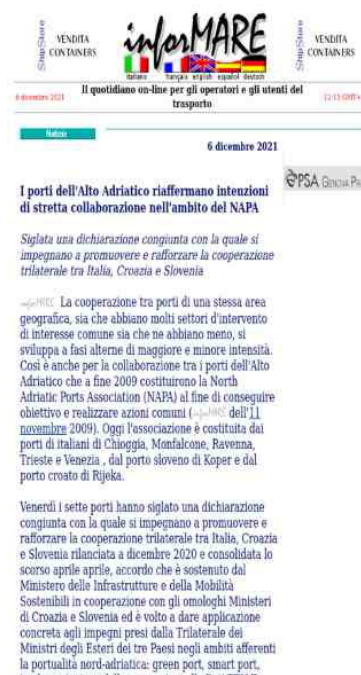 ShipStore
VENDITA
CONTAINERS
inforMARE
italiano français english español deutsch
ShipStore
VENDITA
CONTAINERS
6 dicembre 2021
Il quotidiano on-line per gli operatori e gli utenti del
trasporto
Notizie
6 dicembre 2021
PSA GENOVA
I porti dell'Alto Adriatico riaffermano intenzioni
di stretta collaborazione nell'ambito del NAPA
Siglata una dichiarazione congiunta con la quale si
impegnano a promuovere e rafforzare la cooperazione
trilaterale tra Italia, Croazia e Slovenia
inforMARE La cooperazione tra porti di una stessa area
geografica, sia che abbiano molti settori d'intervento
di interesse comune sia che ne abbiano meno, si
sviluppa a fasi alterne di maggiore e minore intensità.
Così è anche per la collaborazione tra i porti dell'Alto
Adriatico che a fine 2009 costituirono la North
Adriatic Ports Association (NAPA) al fine di conseguire
obiettivo e realizzare azioni comuni (inforMARE dell'11
novembre 2009). Oggi l'associazione è costituita dai
porti di italiani di Chioggia, Monfalcone, Ravenna,
Trieste e Venezia , dal porto sloveno di Koper e dal
porto croato di Rijeka.
Venerdì i sette porti hanno siglato una dichiarazione
congiunta con la quale si impegnano a promuovere e
rafforzare la cooperazione trilaterale tra Italia, Croazia
e Slovenia rilanciata a dicembre 2020 e consolidata lo
scorso aprile aprile, accordo che è sostenuto dal
Ministero delle Infrastrutture e della Mobilità
Sostenibili in cooperazione con gli omologhi Ministeri
di Croazia e Slovenia ed è volto a dare applicazione
concreta agli impegni presi dalla Trilaterale dei
Ministri degli Esteri dei tre Paesi negli ambiti afferenti
la portualità nord-adriatica: green port, smart port,